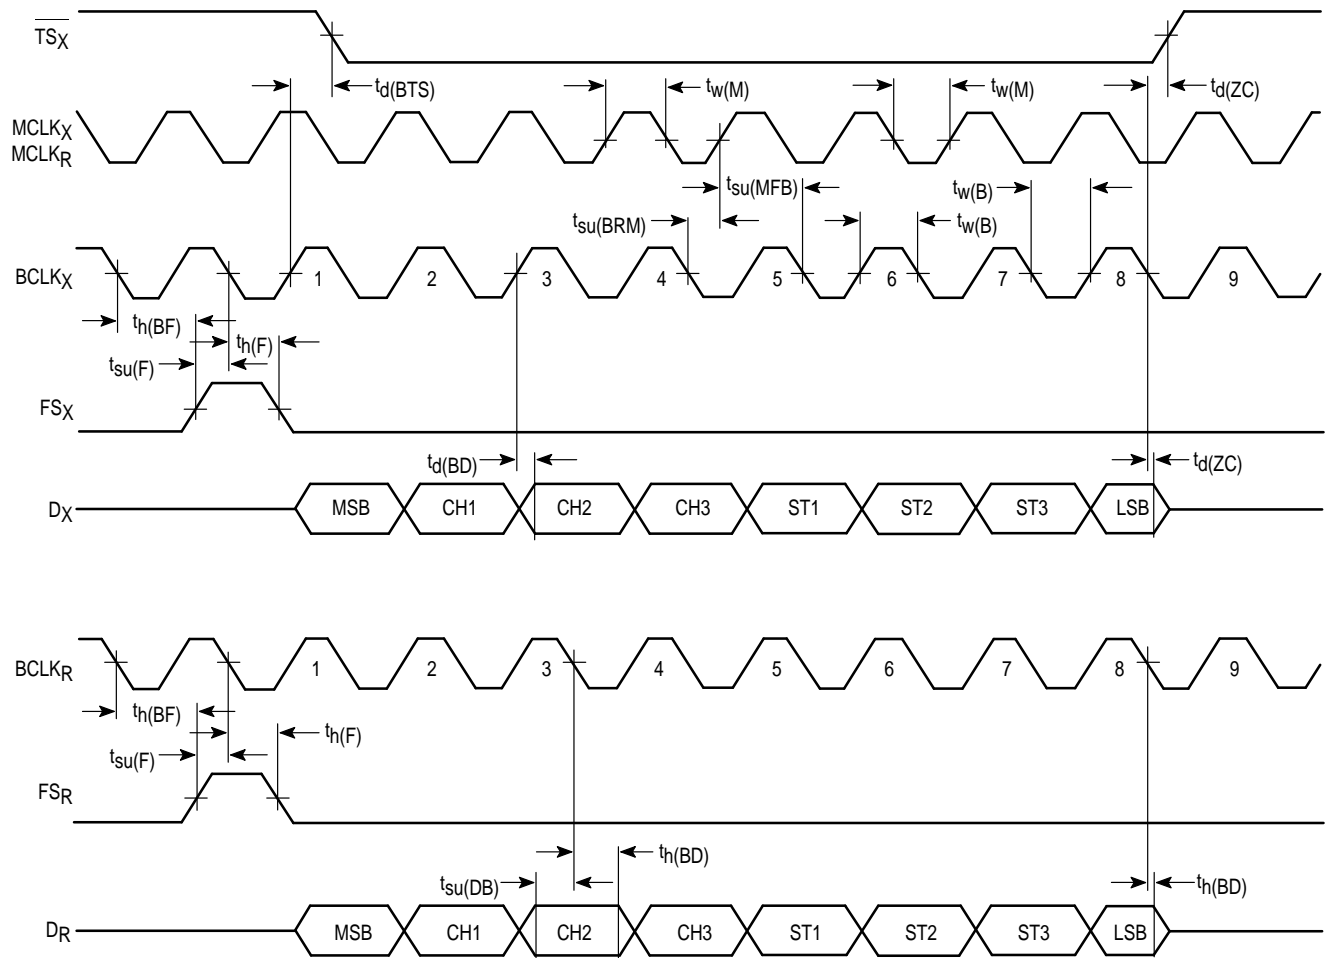 TSX
td(BTS) tw(M) tw(M) td(ZC)
MCLKX
MCLKR
tsu(MFB) tw(B)
tsu(BRM) tw(B)
BCLKX 1 2 3 4 5 6 7 8 9
th(BF) th(F)
tsu(F)
FSX
td(BD) td(ZC)
DX MSB CH1 CH2 CH3 ST1 ST2 ST3 LSB
BCLKR 1 2 3 4 5 6 7 8 9
th(BF) th(F)
tsu(F)
FSR
th(BD)
tsu(DB) th(BD)
DR MSB CH1 CH2 CH3 ST1 ST2 ST3 LSB